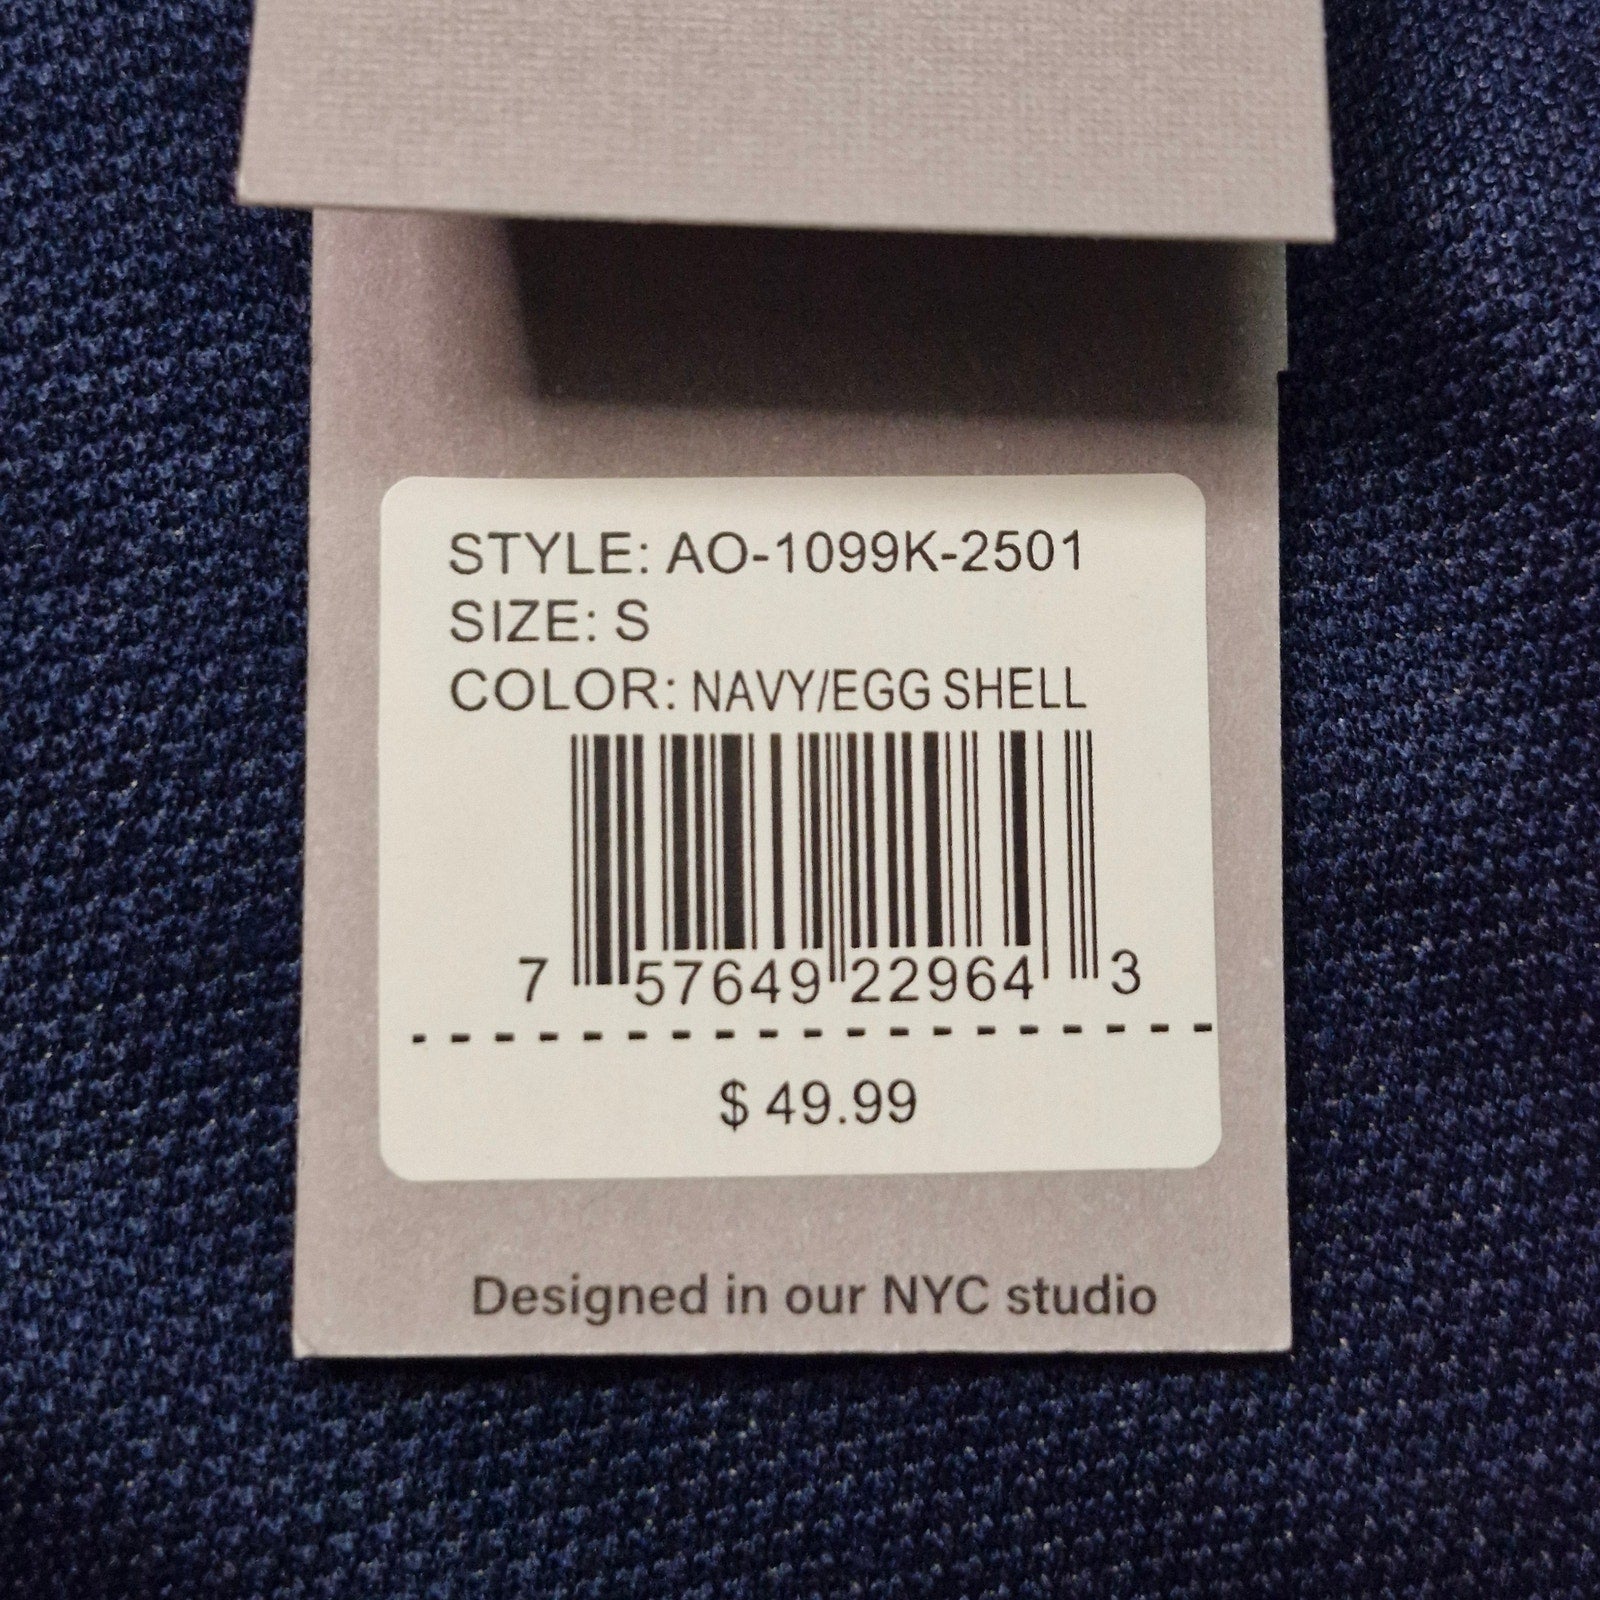 STYLE: AO-1099K-2501
SIZE: S
COLOR: NAVY/EGG SHELL
7 57649 22964 3
$ 49.99
Designed in our NYC studio